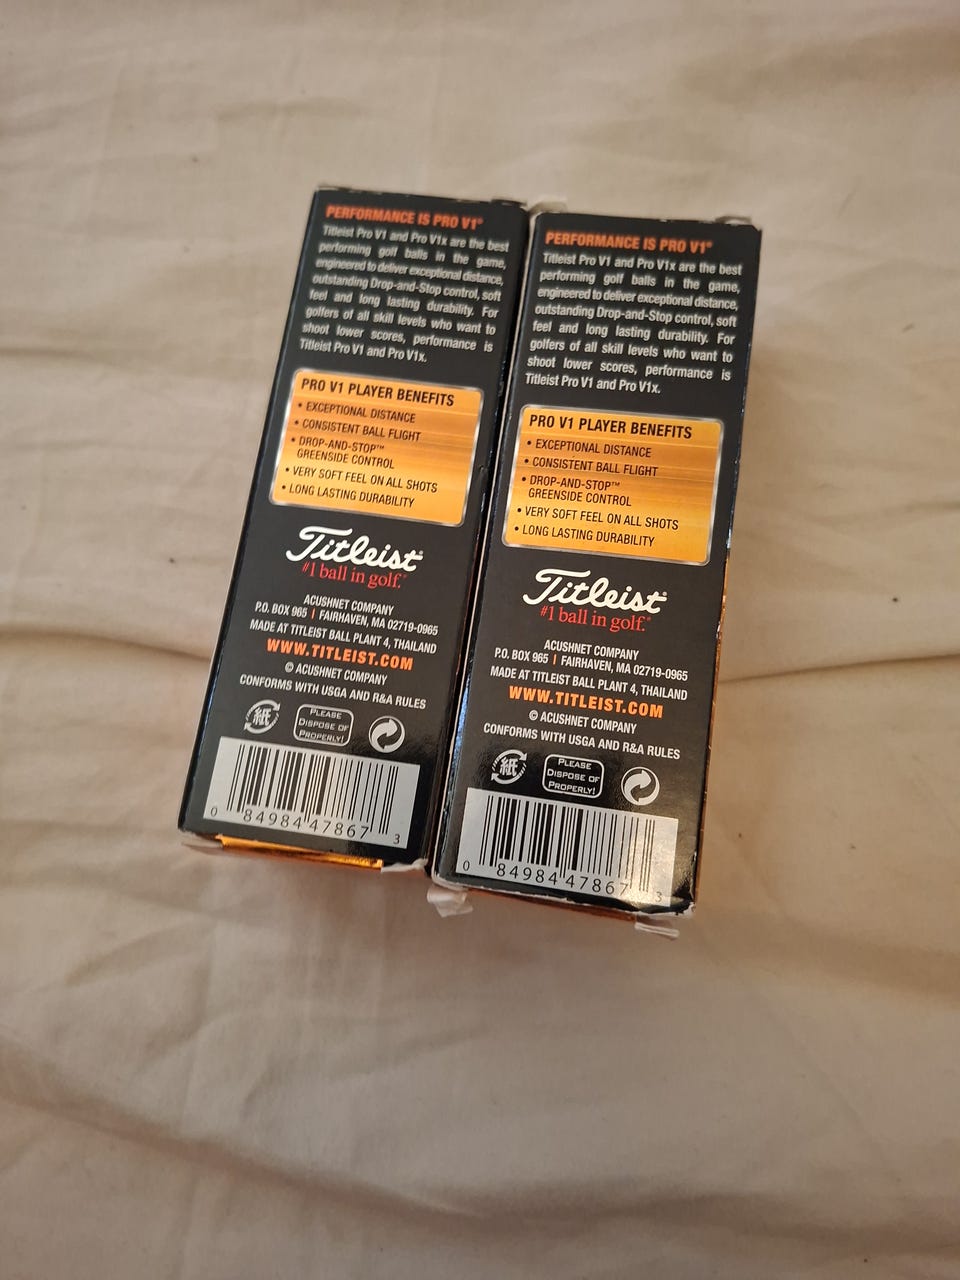 PERFORMANCE IS PRO V1®
Titleist Pro V1 and Pro V1x are the best
performing golf balls in the game,
engineered to deliver exceptional distance,
outstanding Drop-and-Stop control, soft
feel and long lasting durability. For
golfers of all skill levels who want to
shoot lower scores, performance is
Titleist Pro V1 and Pro V1x.
PRO V1 PLAYER BENEFITS
• EXCEPTIONAL DISTANCE
• CONSISTENT BALL FLIGHT
• DROP-AND-STOP™
GREENSIDE CONTROL
• VERY SOFT FEEL ON ALL SHOTS
• LONG LASTING DURABILITY
Titleist®
#1 ball in golf.®
ACUSHNET COMPANY
P.O. BOX 965 | FAIRHAVEN, MA 02719-0965
MADE AT TITLEIST BALL PLANT 4, THAILAND
WWW.TITLEIST.COM
© ACUSHNET COMPANY
CONFORMS WITH USGA AND R&A RULES
紙
PLEASE
DISPOSE OF
PROPERLY!
0 84984 47867 3
PERFORMANCE IS PRO V1®
Titleist Pro V1 and Pro V1x are the best
performing golf balls in the game,
engineered to deliver exceptional distance,
outstanding Drop-and-Stop control, soft
feel and long lasting durability. For
golfers of all skill levels who want to
shoot lower scores, performance is
Titleist Pro V1 and Pro V1x.
PRO V1 PLAYER BENEFITS
• EXCEPTIONAL DISTANCE
• CONSISTENT BALL FLIGHT
• DROP-AND-STOP™
GREENSIDE CONTROL
• VERY SOFT FEEL ON ALL SHOTS
• LONG LASTING DURABILITY
Titleist®
#1 ball in golf.®
ACUSHNET COMPANY
P.O. BOX 965 | FAIRHAVEN, MA 02719-0965
MADE AT TITLEIST BALL PLANT 4, THAILAND
WWW.TITLEIST.COM
© ACUSHNET COMPANY
CONFORMS WITH USGA AND R&A RULES
紙
PLEASE
DISPOSE OF
PROPERLY!
0 84984 47867 3